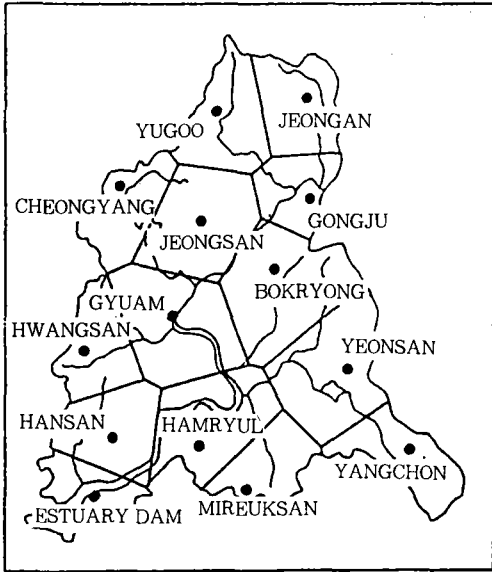 YUGOO
JEONGAN
CHEONGYANG
GONGJU
JEONGSAN
GYUAM
BOKRYONG
HWANGSAN
YEONSAN
HANSAN
HAMRYUL
YANGCHON
ESTUARY DAM
MIREUKSAN